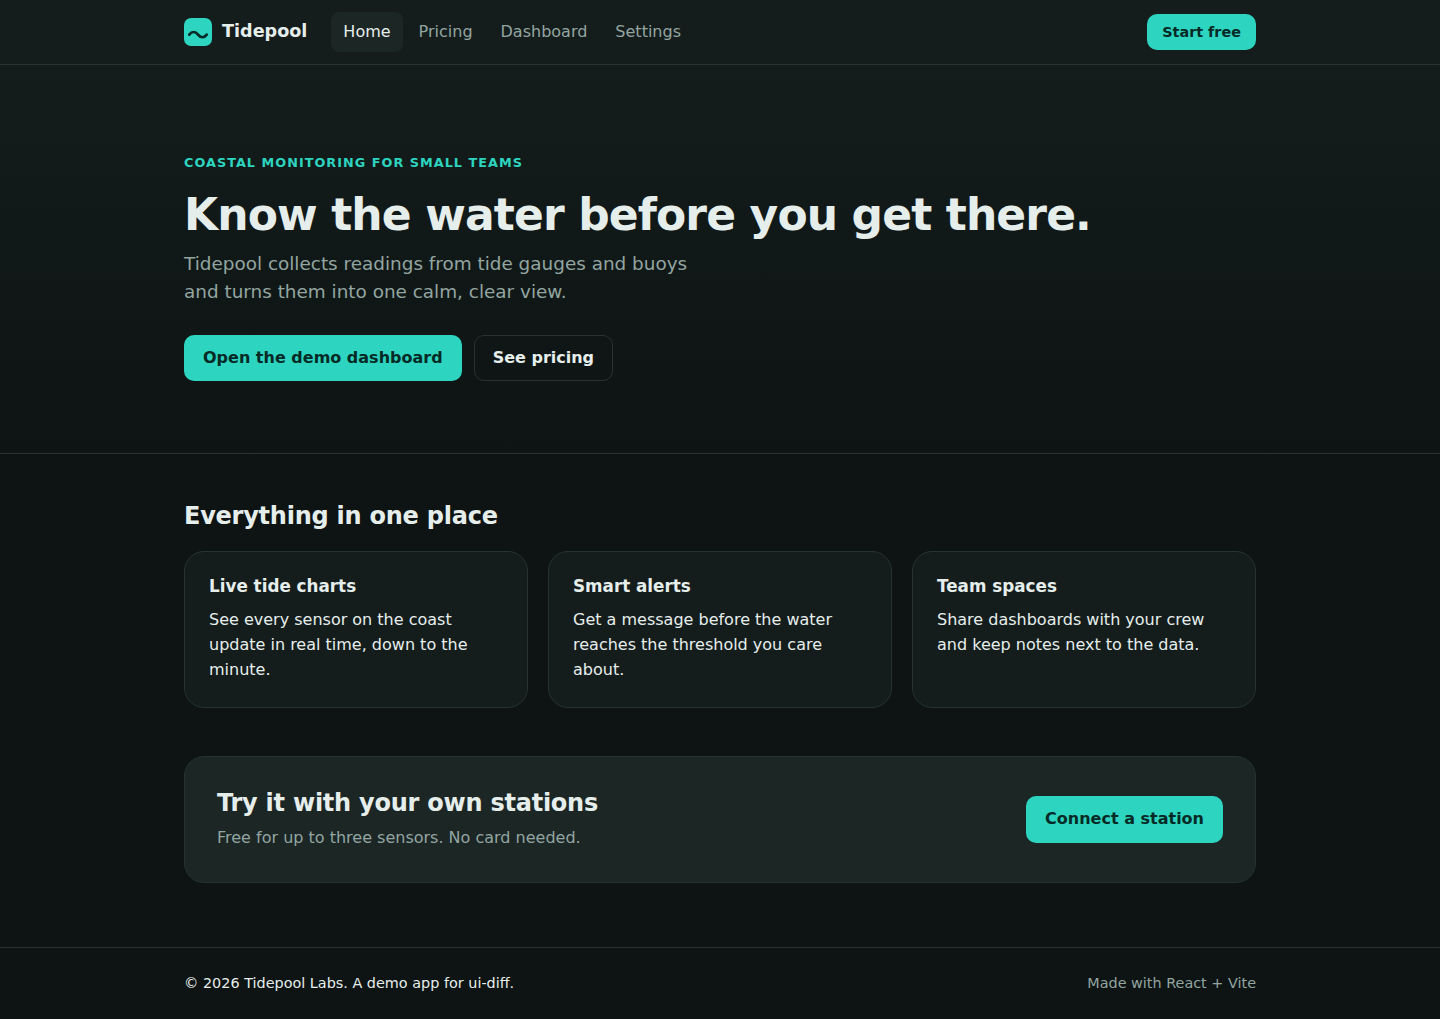 Tidepool
Home
Pricing
Dashboard
Settings
Start free
COASTAL MONITORING FOR SMALL TEAMS
Know the water before you get there.
Tidepool collects readings from tide gauges and buoys
and turns them into one calm, clear view.
Open the demo dashboard
See pricing
Everything in one place
Live tide charts
See every sensor on the coast
update in real time, down to the
minute.
Smart alerts
Get a message before the water
reaches the threshold you care
about.
Team spaces
Share dashboards with your crew
and keep notes next to the data.
Try it with your own stations
Free for up to three sensors. No card needed.
Connect a station
© 2026 Tidepool Labs. A demo app for ui-diff.
Made with React + Vite